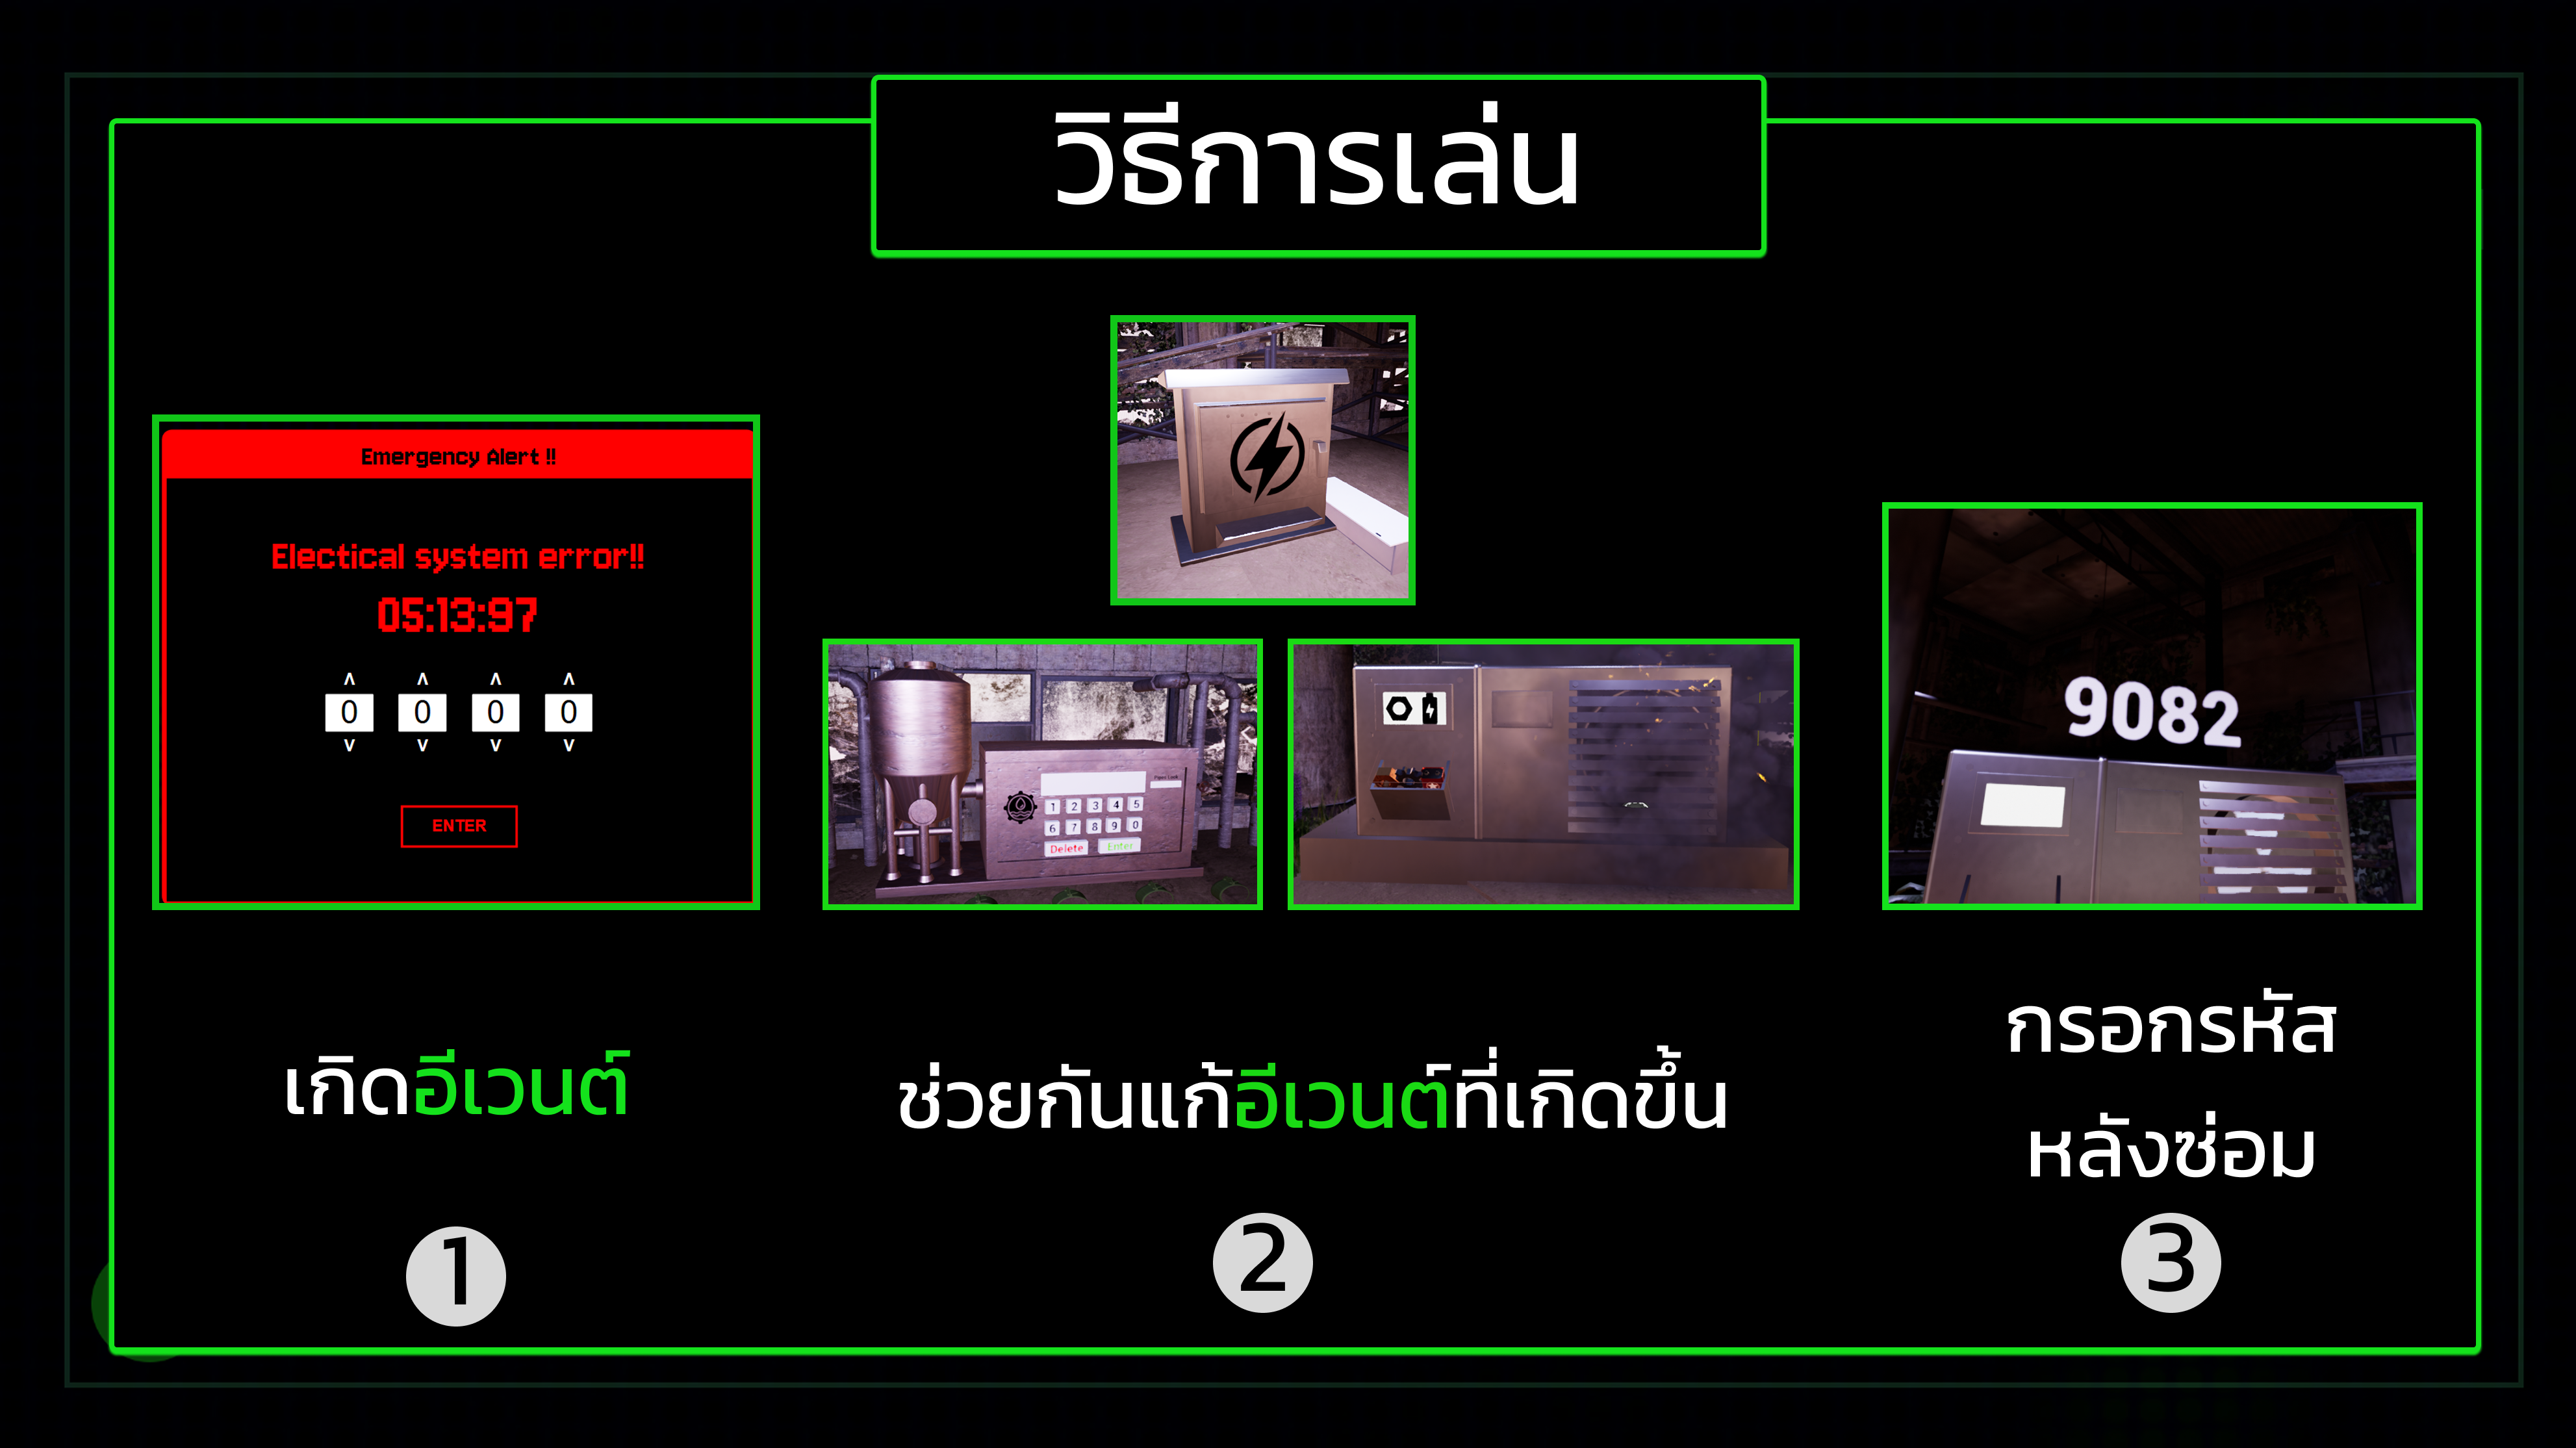 วิธีการเล่น
Emergency Alert !!
Electical system error!!
05:13:97
^ ^ ^ ^
0 0 0 0
v v v v
ENTER
1 2 3 4 5
6 7 8 9 0
Delete Enter
9082
เกิดอีเวนต์
ช่วยกันแก้อีเวนต์ที่เกิดขึ้น
กรอกรหัส
หลังซ่อม
1
2
3